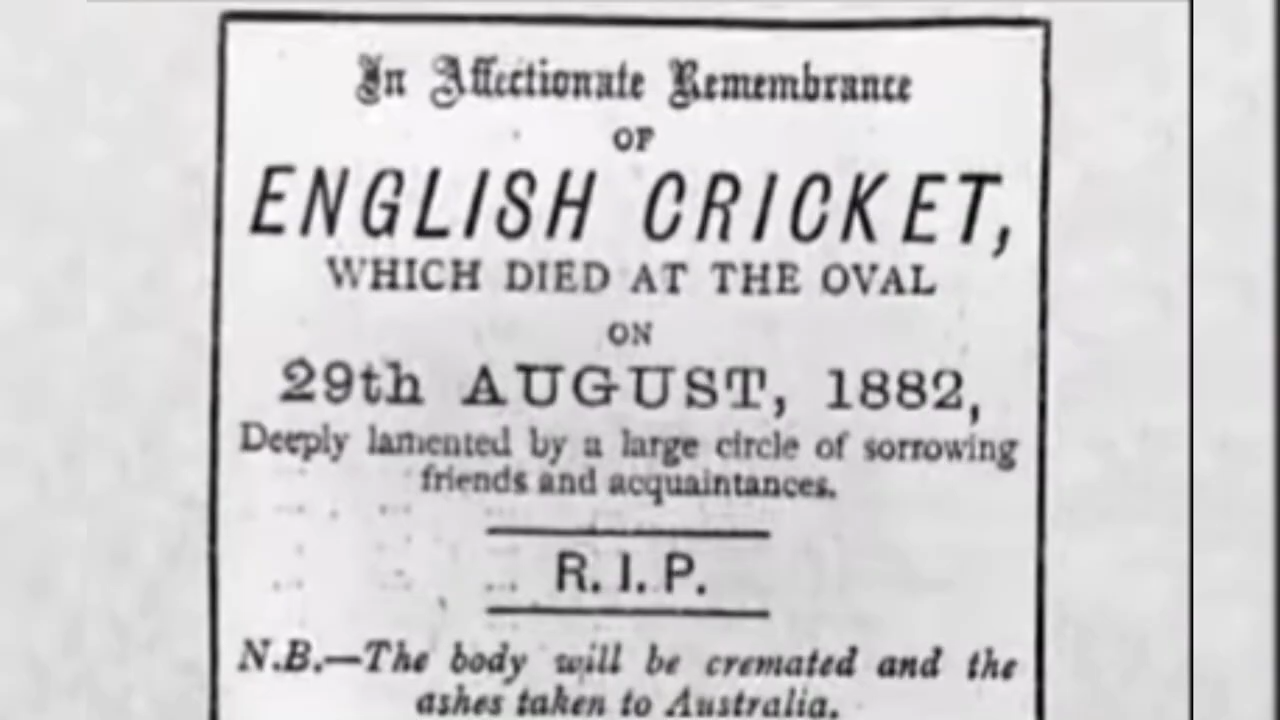 In Affectionate Remembrance
OF
ENGLISH CRICKET,
WHICH DIED AT THE OVAL
ON
29th AUGUST, 1882,
Deeply lamented by a large circle of sorrowing
friends and acquaintances.
R. I. P.
N.B.—The body will be cremated and the
ashes taken to Australia.